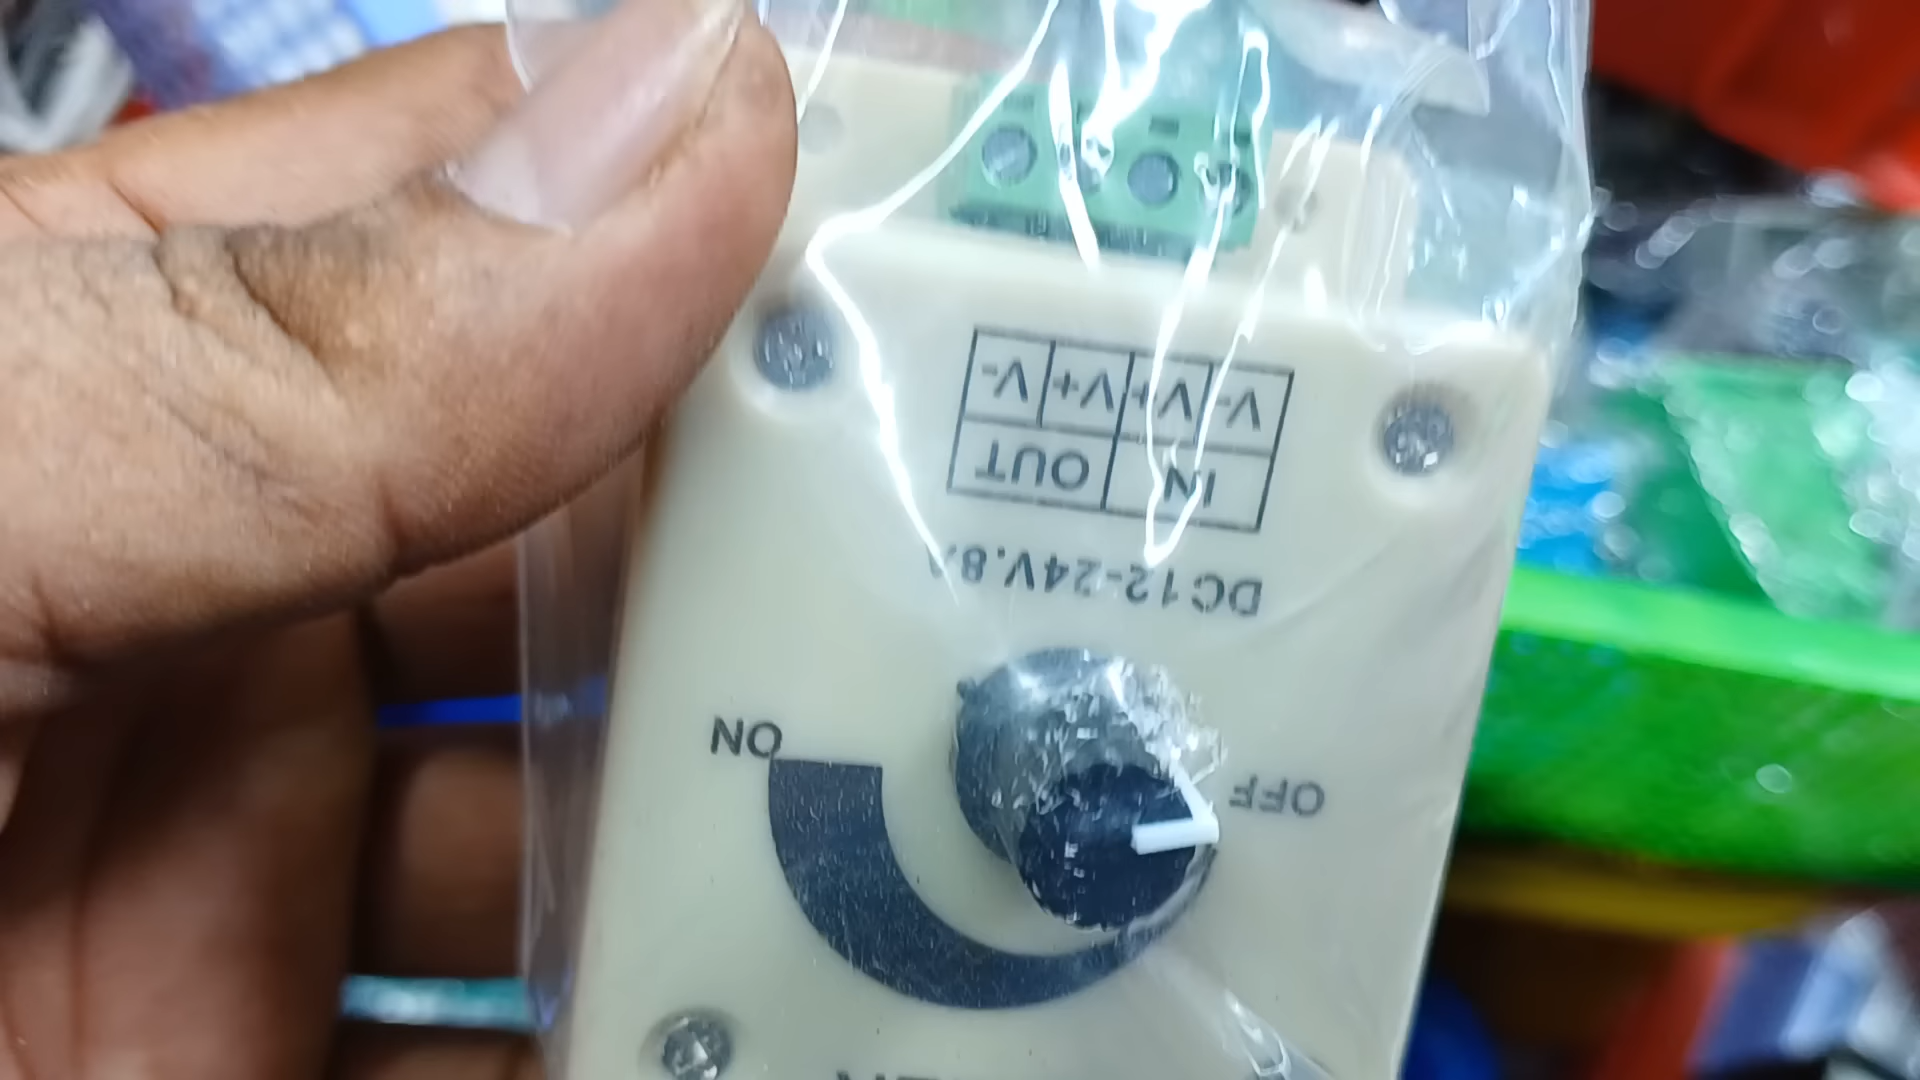 OFF ON
DC12-24V.8A
IN OUT
V- V+ V+ V-